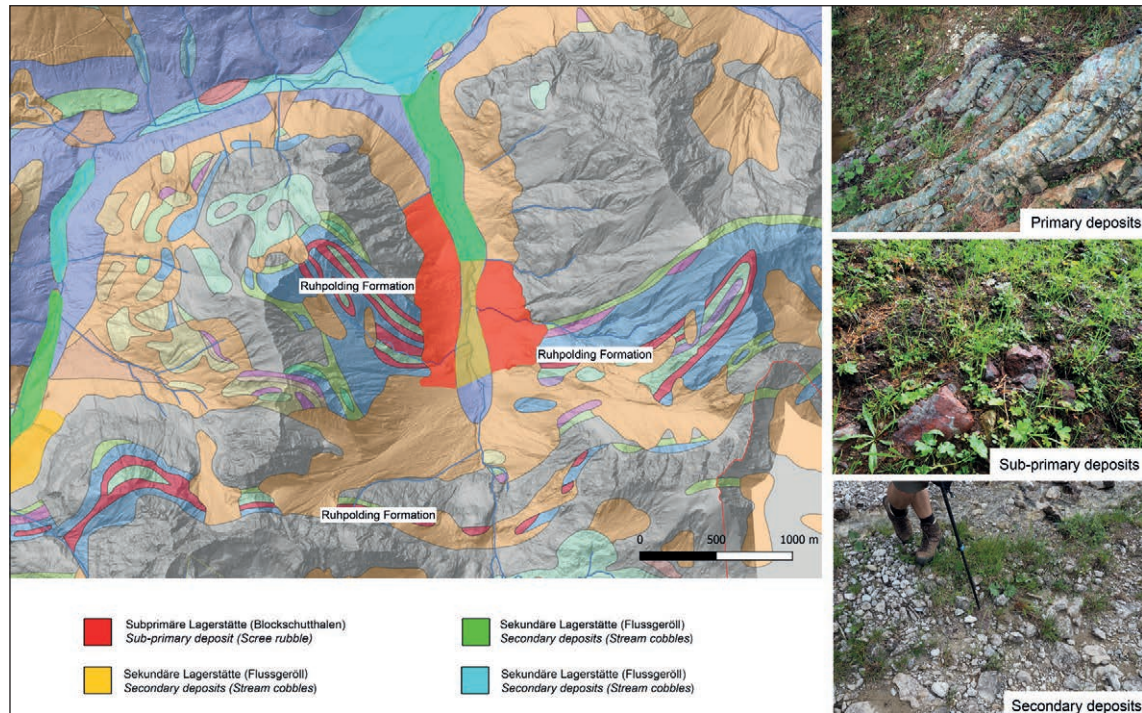 Ruhpolding Formation
Ruhpolding Formation
Ruhpolding Formation
0 500 1000 m
Subprimäre Lagerstätte (Blockschutthalen)
Sub-primary deposit (Scree rubble)
Sekundäre Lagerstätte (Flussgeröll)
Secondary deposits (Stream cobbles)
Sekundäre Lagerstätte (Flussgeröll)
Secondary deposits (Stream cobbles)
Sekundäre Lagerstätte (Flussgeröll)
Secondary deposits (Stream cobbles)
Primary deposits
Sub-primary deposits
Secondary deposits